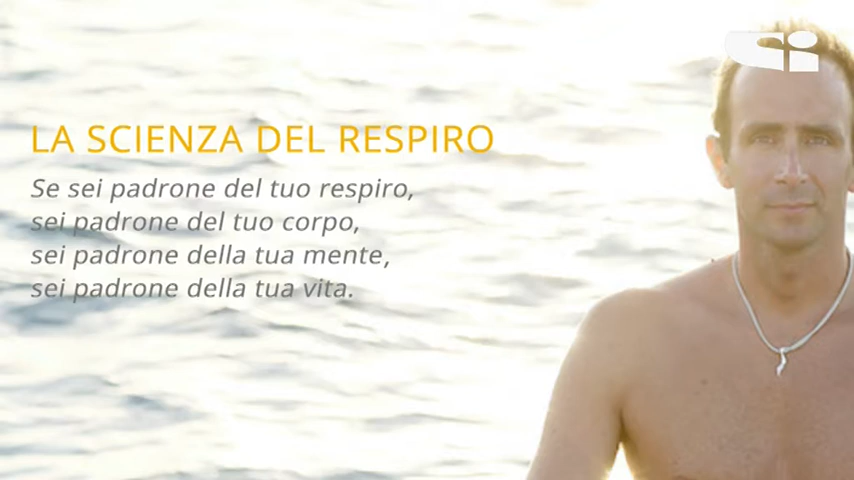 LA SCIENZA DEL RESPIRO
Se sei padrone del tuo respiro,
sei padrone del tuo corpo,
sei padrone della tua mente,
sei padrone della tua vita.